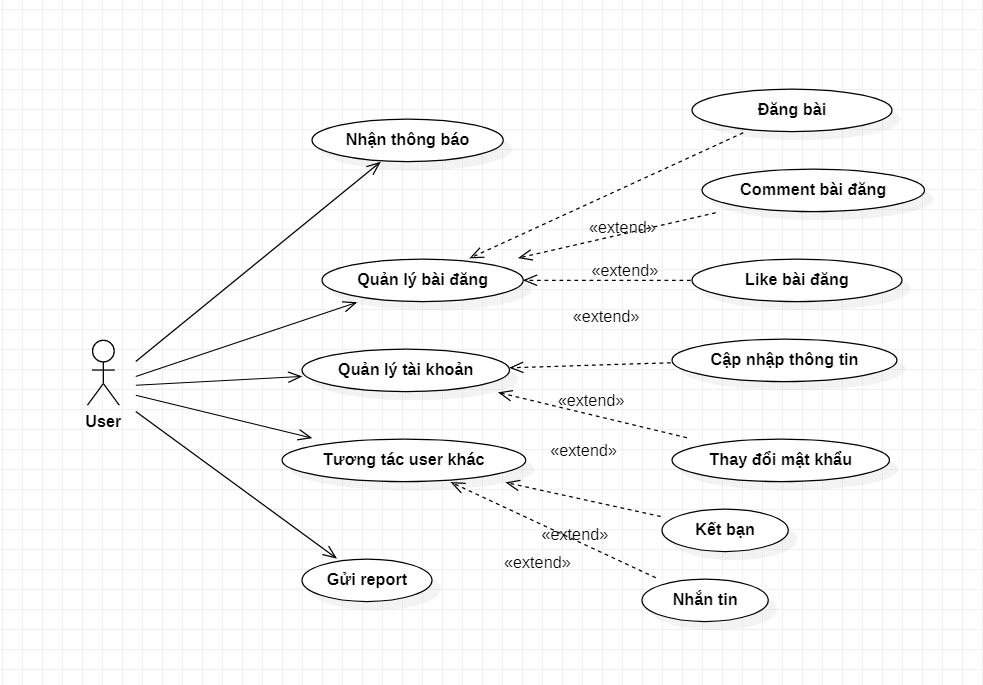 Đăng bài
Nhận thông báo
Comment bài đăng
«extend»
Quản lý bài đăng
«extend»
Like bài đăng
«extend»
Quản lý tài khoản
Cập nhập thông tin
«extend»
User
Tương tác user khác
«extend»
Thay đổi mật khẩu
Kết bạn
«extend»
«extend»
Gửi report
Nhắn tin